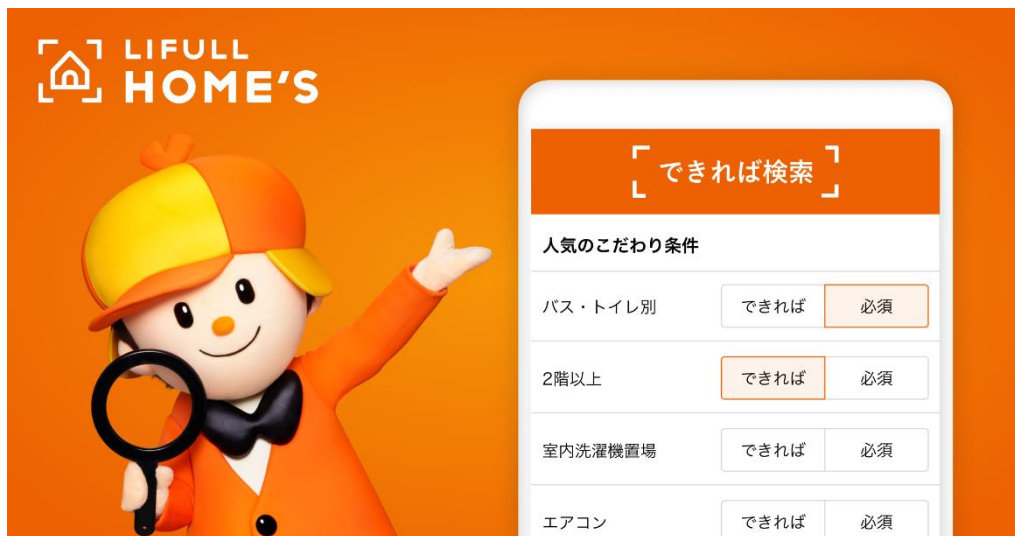 LIFULL
HOME'S
できれば検索
人気のこだわり条件
バス・トイレ別 できれば 必須
2階以上 できれば 必須
室内洗濯機置場 できれば 必須
エアコン できれば 必須